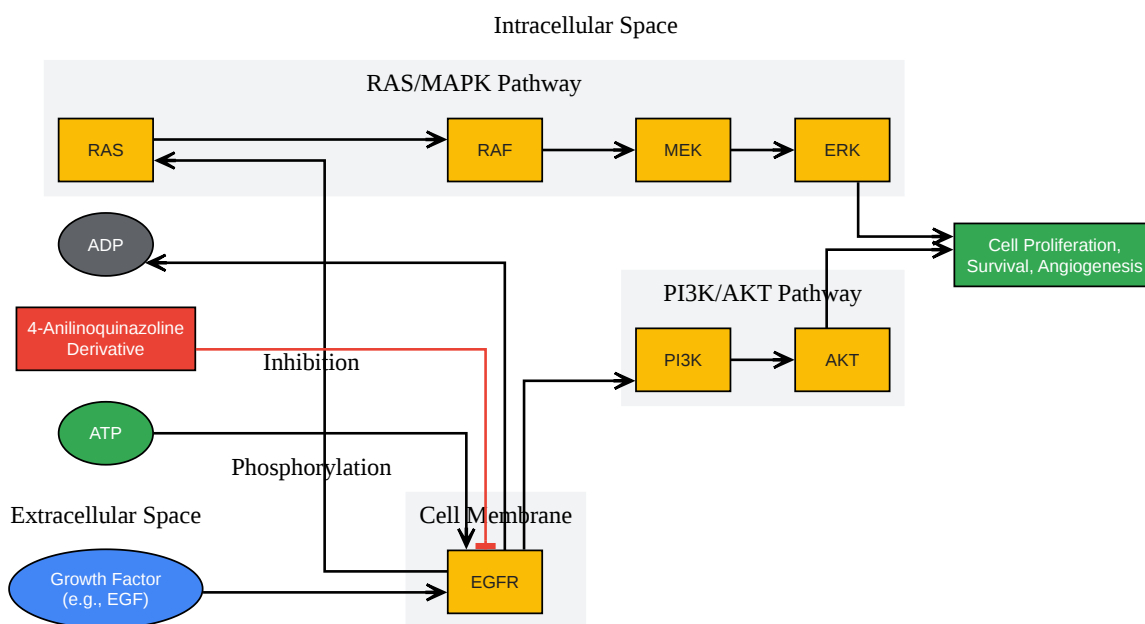 Intracellular Space
RAS/MAPK Pathway
RAS
RAF
MEK
ERK
ADP
Cell Proliferation,
Survival, Angiogenesis
PI3K/AKT Pathway
4-Anilinoquinazoline
Derivative
Inhibition
PI3K
AKT
ATP
Phosphorylation
Extracellular Space
Cell Membrane
Growth Factor
(e.g., EGF)
EGFR